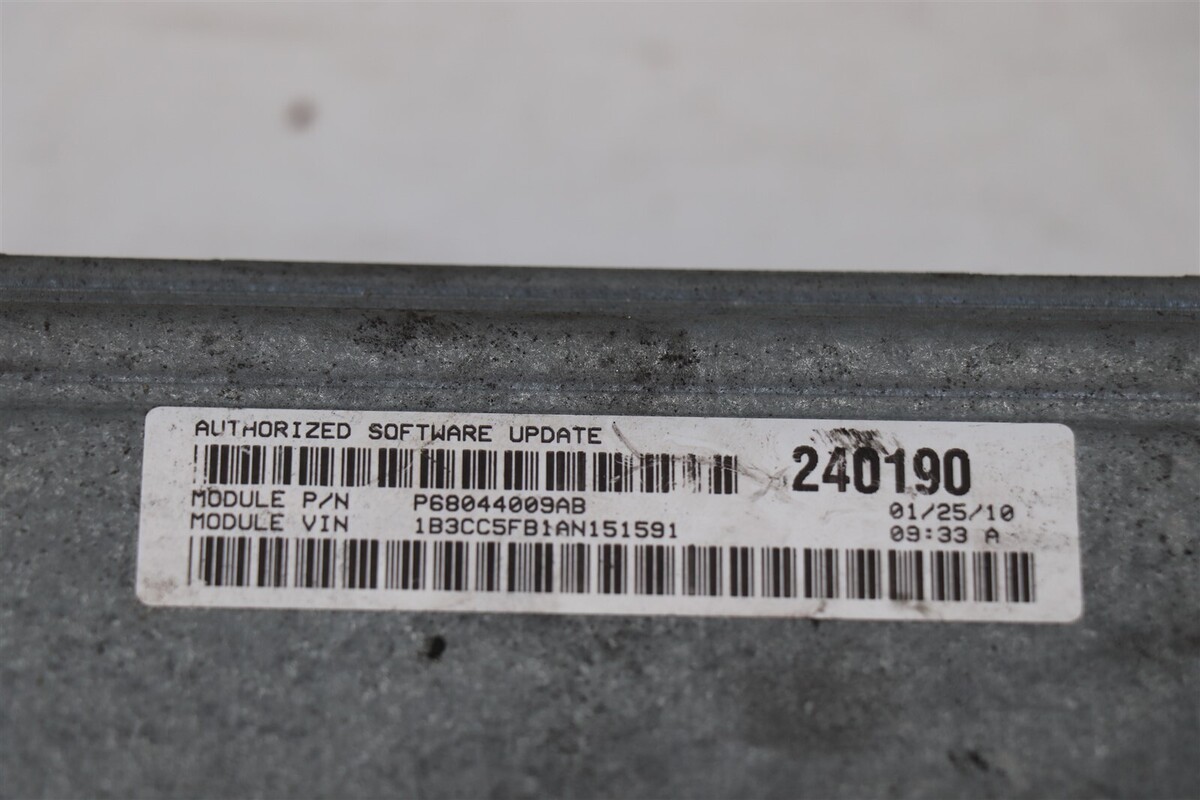 AUTHORIZED SOFTWARE UPDATE
240190
MODULE P/N P68044009AB 01/25/10
MODULE VIN 1B3CC5FB1AN151591 09:33 A